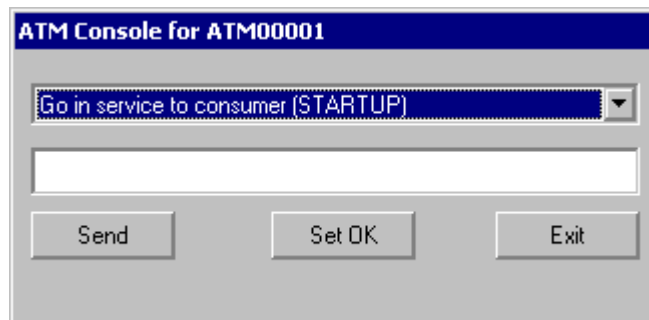 ATM Console for ATM00001
Go in service to consumer (STARTUP)
Send Set OK Exit